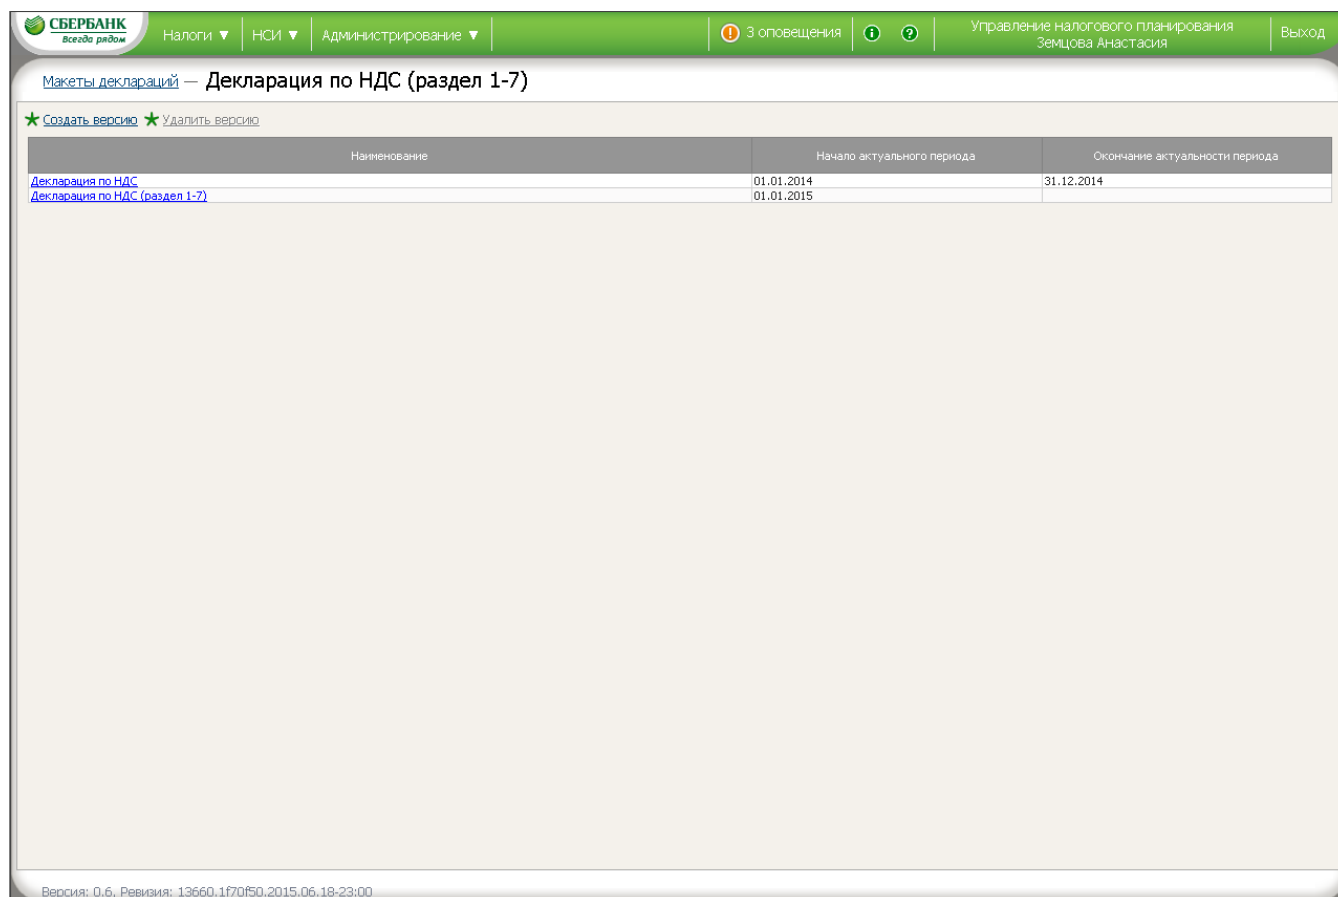 СБЕРБАНК
Всегда рядом
Налоги ▼
НСИ ▼
Администрирование ▼
3 оповещения
Управление налогового планирования
Земцова Анастасия
Выход
Макеты деклараций — Декларация по НДС (раздел 1-7)
Создать версию Удалить версию
Наименование Начало актуального периода Окончание актуальности периода
Декларация по НДС 01.01.2014 31.12.2014
Декларация по НДС (раздел 1-7) 01.01.2015
Версия: 0.6, Ревизия: 13660.1f70f50.2015.06.18-23:00